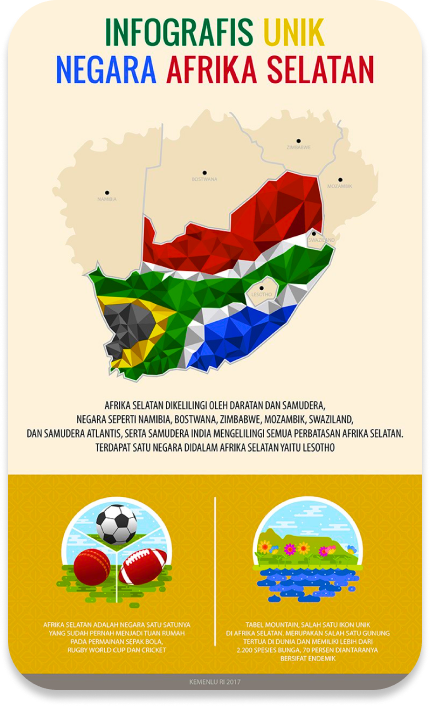 INFOGRAFIS UNIK
NEGARA AFRIKA SELATAN
ZIMBABWE
BOSTWANA
MOZAMBIK
NAMIBIA
SWAZILAND
LESOTHO
AFRIKA SELATAN DIKELILINGI OLEH DARATAN DAN SAMUDERA,
NEGARA SEPERTI NAMIBIA, BOSTWANA, ZIMBABWE, MOZAMBIK, SWAZILAND,
DAN SAMUDERA ATLANTIS, SERTA SAMUDERA INDIA MENGELILINGI SEMUA PERBATASAN AFRIKA SELATAN.
TERDAPAT SATU NEGARA DIDALAM AFRIKA SELATAN YAITU LESOTHO
AFRIKA SELATAN ADALAH NEGARA SATU SATUNYA
YANG SUDAH PERNAH MENJADI TUAN RUMAH
PADA PERMAINAN SEPAK BOLA,
RUGBY WORLD CUP DAN CRICKET
TABEL MOUNTAIN, SALAH SATU IKON UNIK
DI AFRIKA SELATAN. MERUPAKAN SALAH SATU GUNUNG
TERTUA DI DUNIA DAN MEMILIKI LEBIH DARI
2.200 SPESIES BUNGA, 70 PERSEN DIANTARANYA
BERSIFAT ENDEMIK
KEMENLU RI 2017